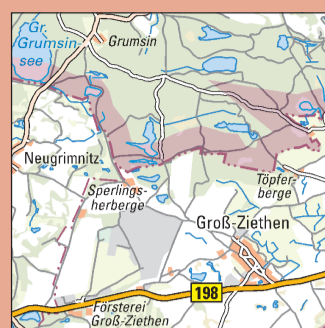 Gr.
Grumsin-
see
Grumsin
Neugrimnitz
Sperlings-
herberge
Töpfer-
berge
Groß-Ziethen
198
Försterei
Groß-Ziethen